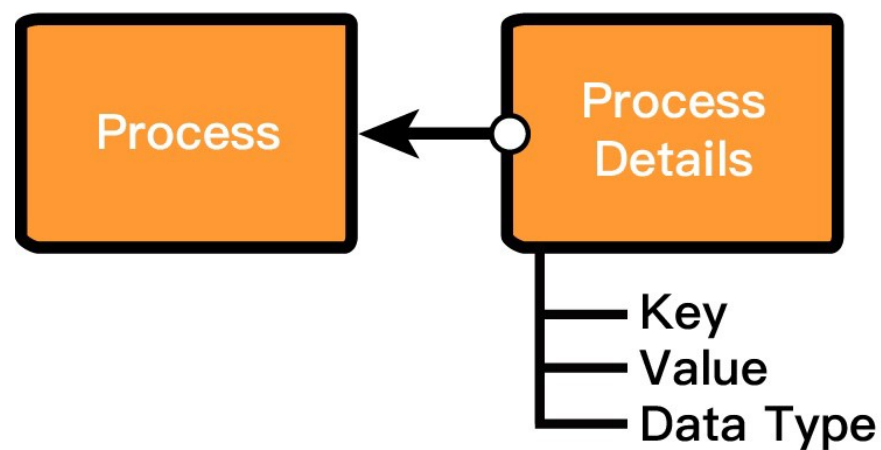 Process
Process
Details
Key
Value
Data Type